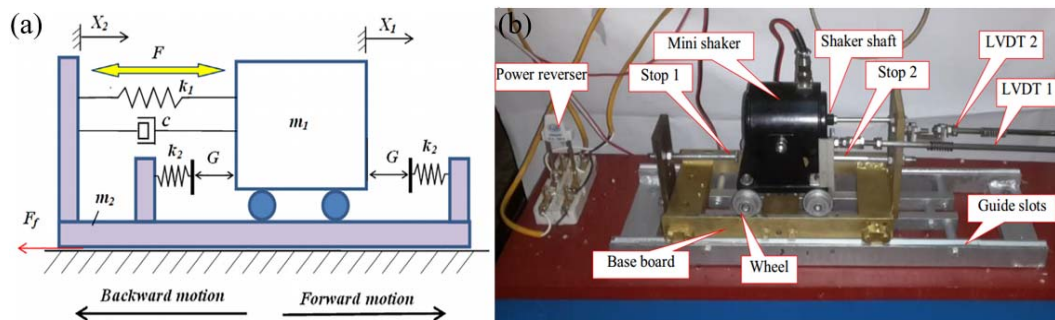 (a)
X₂
X₁
F
k₁
c
m₁
k₂
G
G
k₂
m₂
F_f
Backward motion
Forward motion
(b)
Mini shaker
Shaker shaft
LVDT 2
Power reverser
Stop 1
Stop 2
LVDT 1
Guide slots
Base board
Wheel